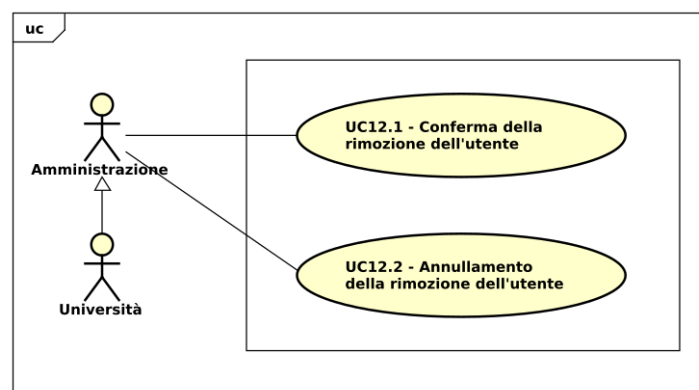 uc
UC12.1 - Conferma della
rimozione dell'utente
Amministrazione
UC12.2 - Annullamento
della rimozione dell'utente
Università